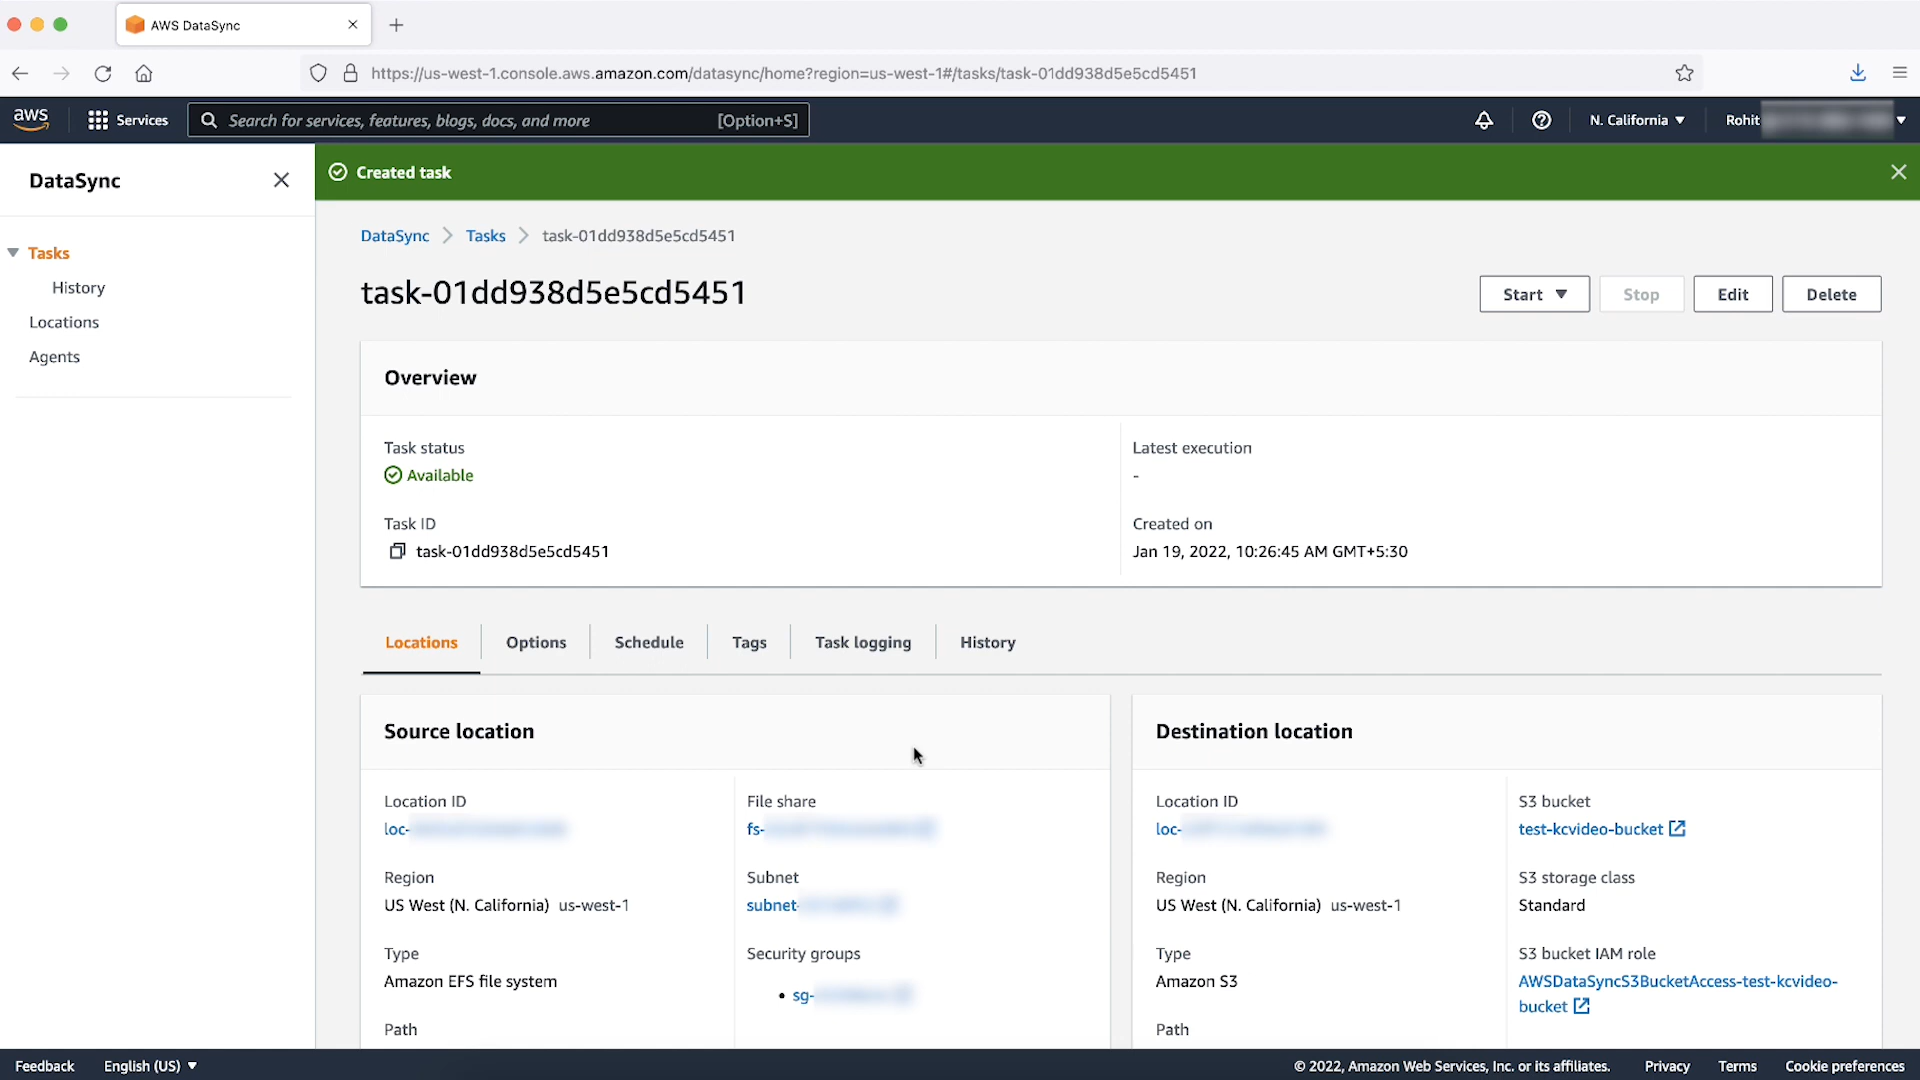 AWS DataSync
https://us-west-1.console.aws.amazon.com/datasync/home?region=us-west-1#/tasks/task-01dd938d5e5cd5451
aws
Services
Search for services, features, blogs, docs, and more
[Option+S]
N. California
Rohit
DataSync
Created task
Tasks
History
Locations
Agents
DataSync
Tasks
task-01dd938d5e5cd5451
task-01dd938d5e5cd5451
Start
Stop
Edit
Delete
Overview
Task status
Available
Task ID
task-01dd938d5e5cd5451
Latest execution
-
Created on
Jan 19, 2022, 10:26:45 AM GMT+5:30
Locations
Options
Schedule
Tags
Task logging
History
Source location
Location ID
loc-
Region
US West (N. California) us-west-1
Type
Amazon EFS file system
Path
File share
fs-
Subnet
subnet-
Security groups
• sg-
Destination location
Location ID
loc-
Region
US West (N. California) us-west-1
Type
Amazon S3
Path
S3 bucket
test-kcvideo-bucket
S3 storage class
Standard
S3 bucket IAM role
AWSDataSyncS3BucketAccess-test-kcvideo-
bucket
Feedback
English (US)
© 2022, Amazon Web Services, Inc. or its affiliates.
Privacy
Terms
Cookie preferences